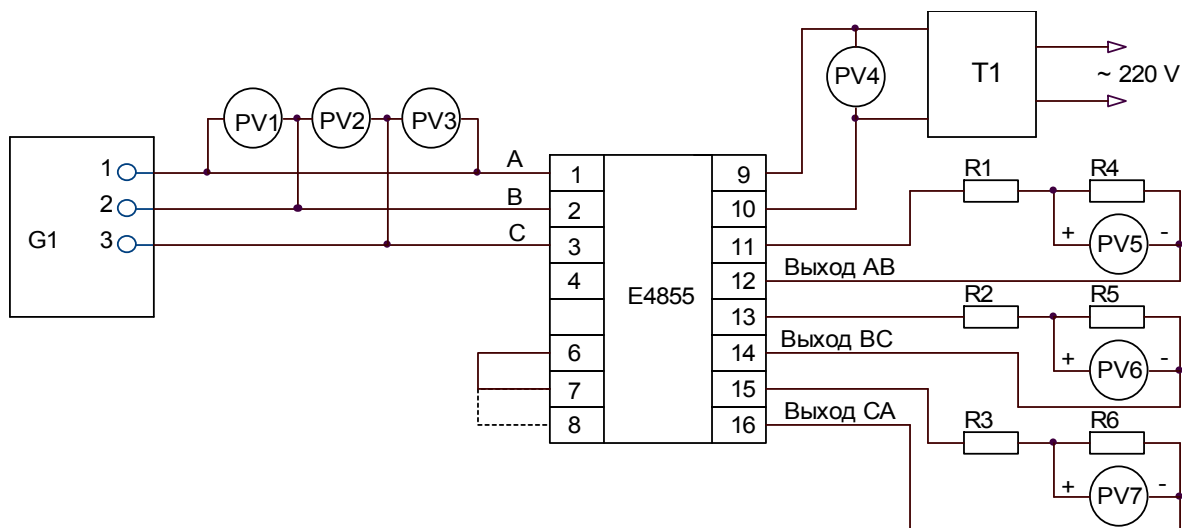 PV1 PV2 PV3
PV4
T1
~ 220 V
G1
1
2
3
A
B
C
1
2
3
4
6
7
8
E4855
9
10
11
12
13
14
15
16
Выход AB
Выход BC
Выход CA
R1 R4
+ PV5 -
R2 R5
+ PV6 -
R3 R6
+ PV7 -